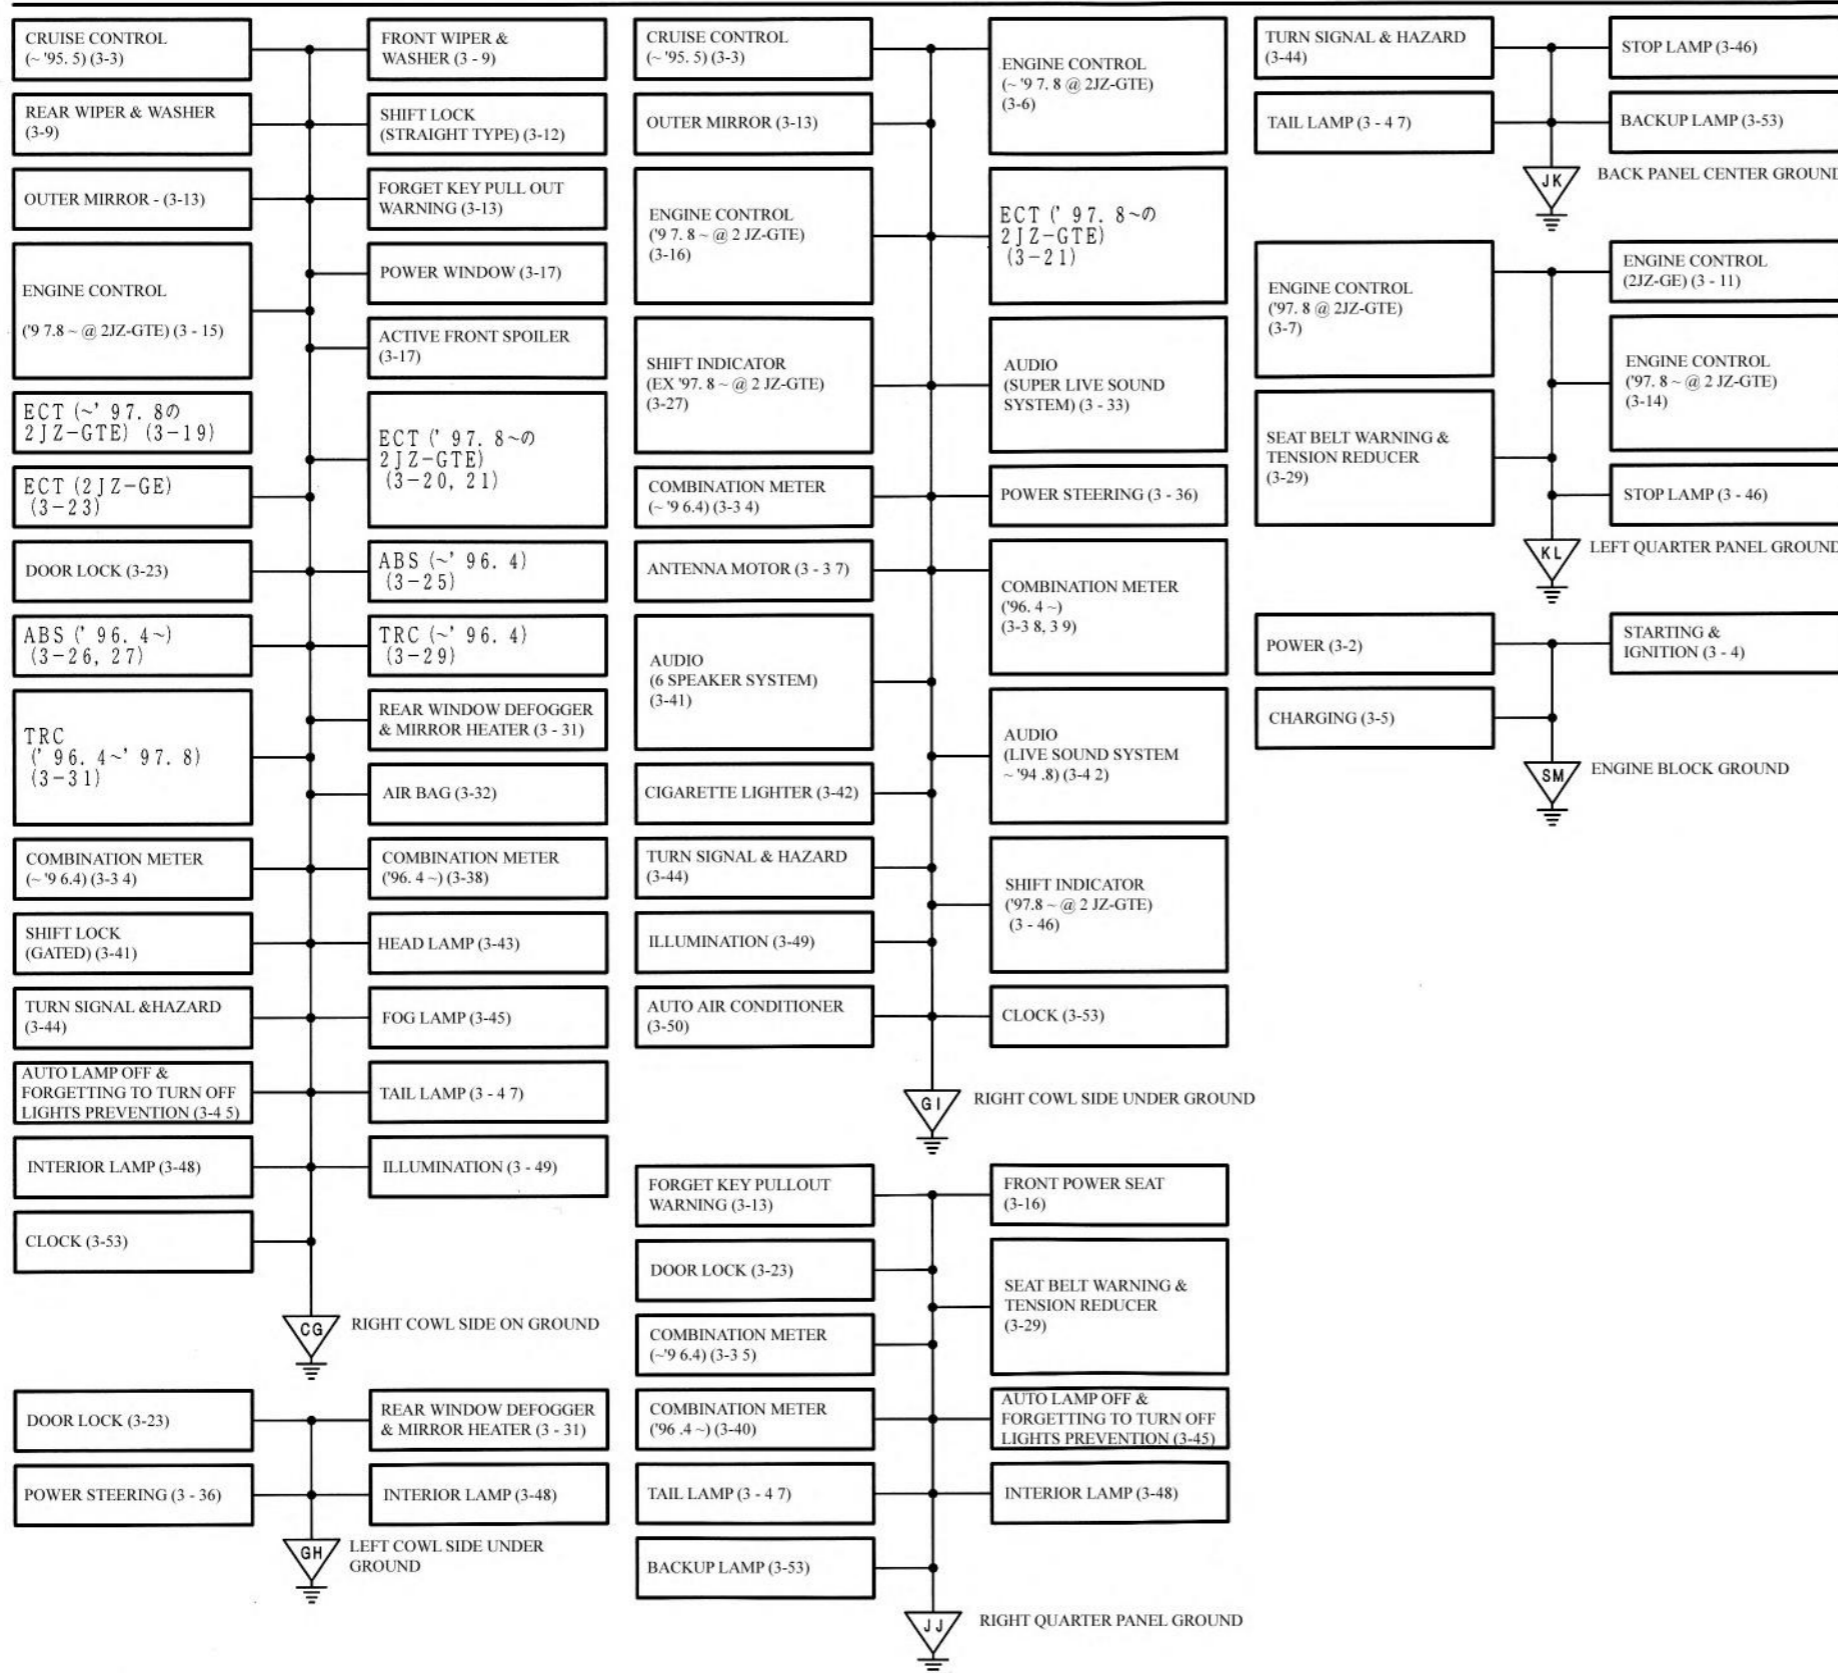 CRUISE CONTROL
(~ '95. 5) (3-3)
REAR WIPER & WASHER
(3-9)
OUTER MIRROR - (3-13)
ENGINE CONTROL
('9 7.8 ~ @ 2JZ-GTE) (3 - 15)
ECT (~' 97. 8の
2JZ-GTE) (3-19)
ECT (2JZ-GE)
(3-23)
DOOR LOCK (3-23)
ABS (' 96. 4~)
(3-26, 27)
TRC
(' 96. 4~' 97. 8)
(3-31)
COMBINATION METER
(~ '9 6.4) (3-3 4)
SHIFT LOCK
(GATED) (3-41)
TURN SIGNAL &HAZARD
(3-44)
AUTO LAMP OFF &
FORGETTING TO TURN OFF
LIGHTS PREVENTION (3-4 5)
INTERIOR LAMP (3-48)
CLOCK (3-53)
FRONT WIPER &
WASHER (3 - 9)
SHIFT LOCK
(STRAIGHT TYPE) (3-12)
FORGET KEY PULL OUT
WARNING (3-13)
POWER WINDOW (3-17)
ACTIVE FRONT SPOILER
(3-17)
ECT (' 97. 8~の
2JZ-GTE)
(3-20, 21)
ABS (~' 96. 4)
(3-25)
TRC (~' 96. 4)
(3-29)
REAR WINDOW DEFOGGER
& MIRROR HEATER (3 - 31)
AIR BAG (3-32)
COMBINATION METER
('96. 4 ~) (3-38)
HEAD LAMP (3-43)
FOG LAMP (3-45)
TAIL LAMP (3 - 4 7)
ILLUMINATION (3 - 49)
CG
RIGHT COWL SIDE ON GROUND
DOOR LOCK (3-23)
POWER STEERING (3 - 36)
REAR WINDOW DEFOGGER
& MIRROR HEATER (3 - 31)
INTERIOR LAMP (3-48)
GH
LEFT COWL SIDE UNDER
GROUND
CRUISE CONTROL
(~ '95. 5) (3-3)
OUTER MIRROR (3-13)
ENGINE CONTROL
('9 7. 8 ~ @ 2 JZ-GTE)
(3-16)
SHIFT INDICATOR
(EX '97. 8 ~ @ 2 JZ-GTE)
(3-27)
COMBINATION METER
(~ '9 6.4) (3-3 4)
ANTENNA MOTOR (3 - 3 7)
AUDIO
(6 SPEAKER SYSTEM)
(3-41)
CIGARETTE LIGHTER (3-42)
TURN SIGNAL & HAZARD
(3-44)
ILLUMINATION (3-49)
AUTO AIR CONDITIONER
(3-50)
ENGINE CONTROL
(~ '9 7. 8 @ 2JZ-GTE)
(3-6)
ECT (' 97. 8~の
2JZ-GTE)
(3-21)
AUDIO
(SUPER LIVE SOUND
SYSTEM) (3 - 33)
POWER STEERING (3 - 36)
COMBINATION METER
('96. 4 ~)
(3-3 8, 3 9)
AUDIO
(LIVE SOUND SYSTEM
~ '94 .8) (3-4 2)
SHIFT INDICATOR
('97.8 ~ @ 2 JZ-GTE)
(3 - 46)
CLOCK (3-53)
GI
RIGHT COWL SIDE UNDER GROUND
FORGET KEY PULLOUT
WARNING (3-13)
DOOR LOCK (3-23)
COMBINATION METER
(~'9 6.4) (3-3 5)
COMBINATION METER
('96 .4 ~) (3-40)
TAIL LAMP (3 - 4 7)
BACKUP LAMP (3-53)
FRONT POWER SEAT
(3-16)
SEAT BELT WARNING &
TENSION REDUCER
(3-29)
AUTO LAMP OFF &
FORGETTING TO TURN OFF
LIGHTS PREVENTION (3-45)
INTERIOR LAMP (3-48)
JJ
RIGHT QUARTER PANEL GROUND
TURN SIGNAL & HAZARD
(3-44)
TAIL LAMP (3 - 4 7)
STOP LAMP (3-46)
BACKUP LAMP (3-53)
JK
BACK PANEL CENTER GROUND
ENGINE CONTROL
('97. 8 @ 2JZ-GTE)
(3-7)
SEAT BELT WARNING &
TENSION REDUCER
(3-29)
ENGINE CONTROL
(2JZ-GE) (3 - 11)
ENGINE CONTROL
('97. 8 ~ @ 2 JZ-GTE)
(3-14)
STOP LAMP (3 - 46)
KL
LEFT QUARTER PANEL GROUND
POWER (3-2)
CHARGING (3-5)
STARTING &
IGNITION (3 - 4)
SM
ENGINE BLOCK GROUND